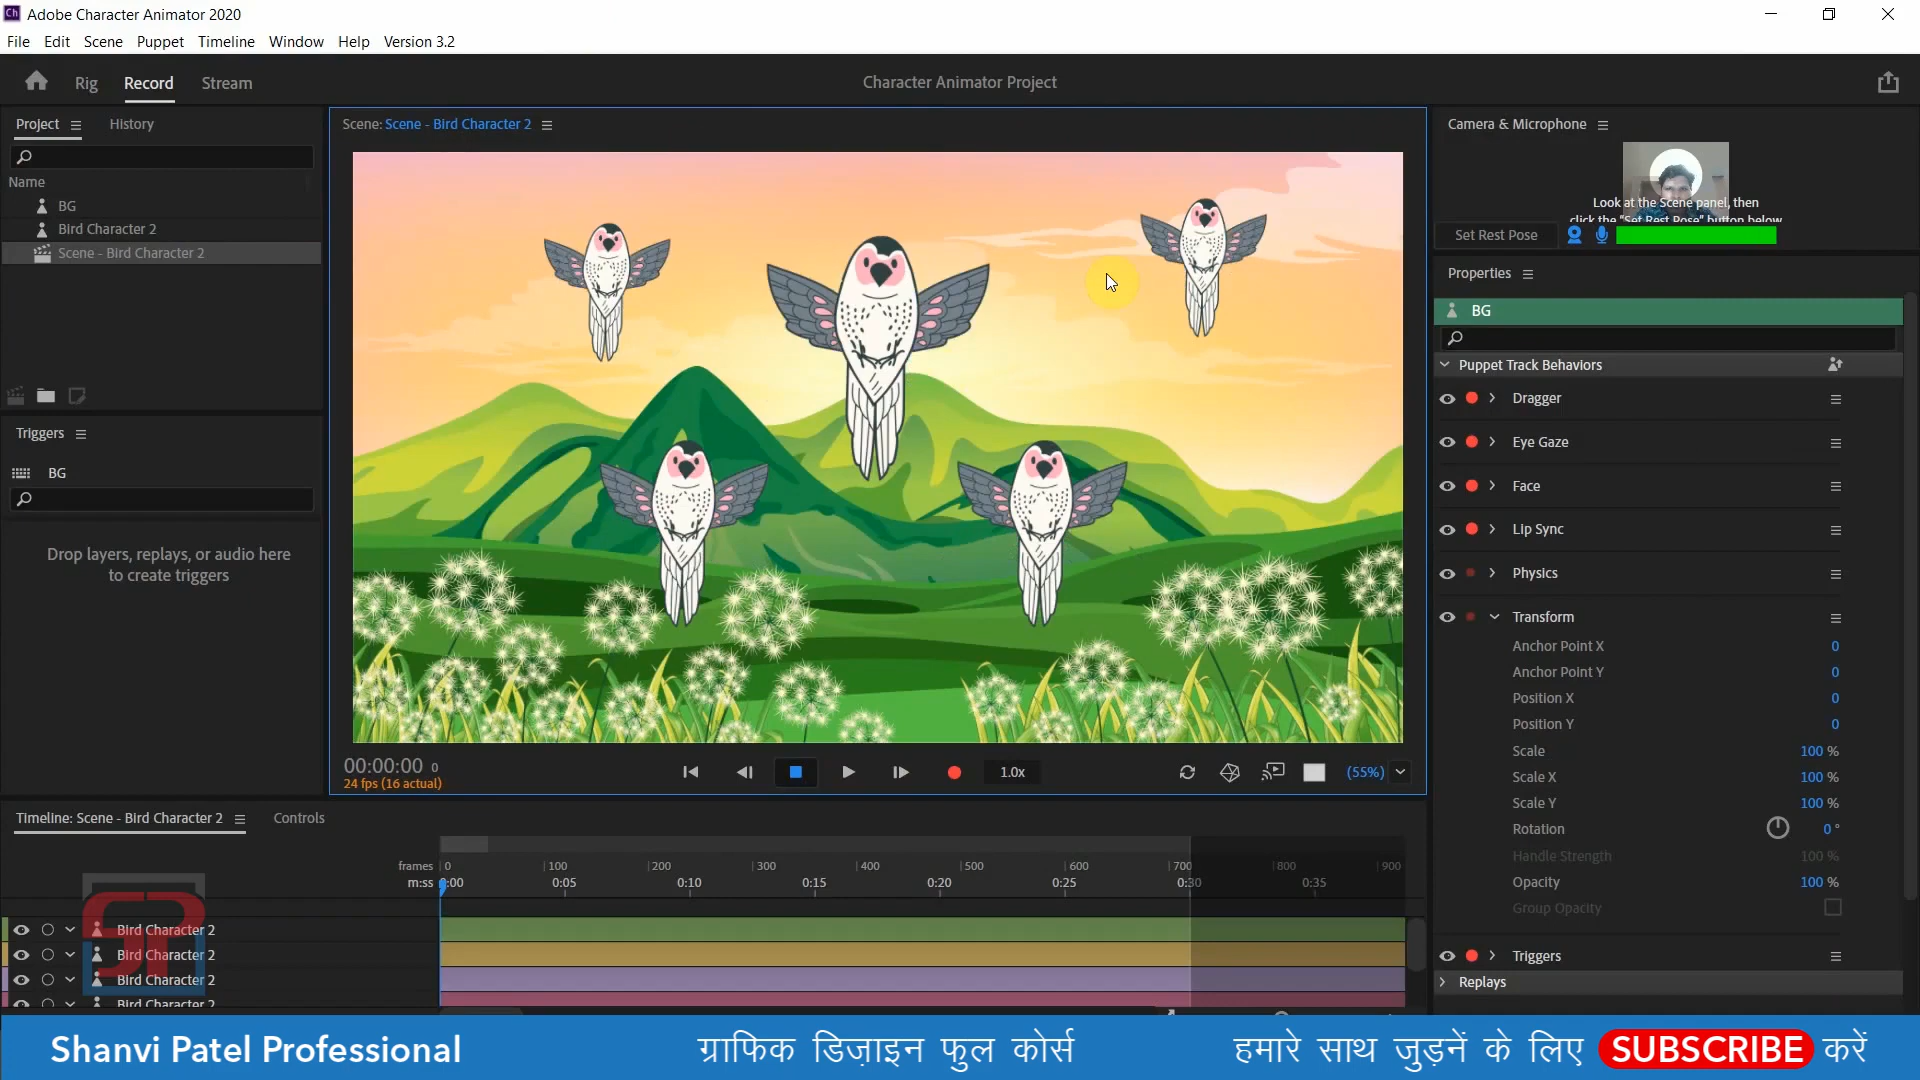 Ch Adobe Character Animator 2020
File Edit Scene Puppet Timeline Window Help Version 3.2
Rig Record Stream
Character Animator Project
Project History
Name
BG
Bird Character 2
Scene - Bird Character 2
Triggers
BG
Drop layers, replays, or audio here
to create triggers
Scene: Scene - Bird Character 2
00:00:00 0
24 fps (16 actual)
1.0x
(55%)
Camera & Microphone
Look at the Scene panel, then
click the "Set Rest Pose" button below
Set Rest Pose
Properties
BG
Puppet Track Behaviors
Dragger
Eye Gaze
Face
Lip Sync
Physics
Transform
Anchor Point X 0
Anchor Point Y 0
Position X 0
Position Y 0
Scale 100 %
Scale X 100 %
Scale Y 100 %
Rotation 0 °
Handle Strength 100 %
Opacity 100 %
Group Opacity
Triggers
Replays
Timeline: Scene - Bird Character 2 Controls
frames 0 100 200 300 400 500 600 700 800 900
m:ss 0:00 0:05 0:10 0:15 0:20 0:25 0:30 0:35
Bird Character 2
Bird Character 2
Bird Character 2
Bird Character 2
Shanvi Patel Professional ग्राफिक डिज़ाइन फुल कोर्स हमारे साथ जुड़नें के लिए SUBSCRIBE करें